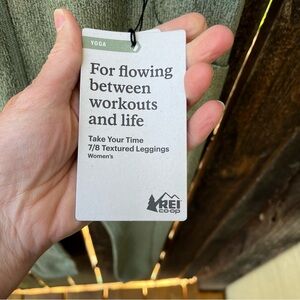 YOGA
For flowing
between
workouts
and life
Take Your Time
7/8 Textured Leggings
Women's
REI
co-op